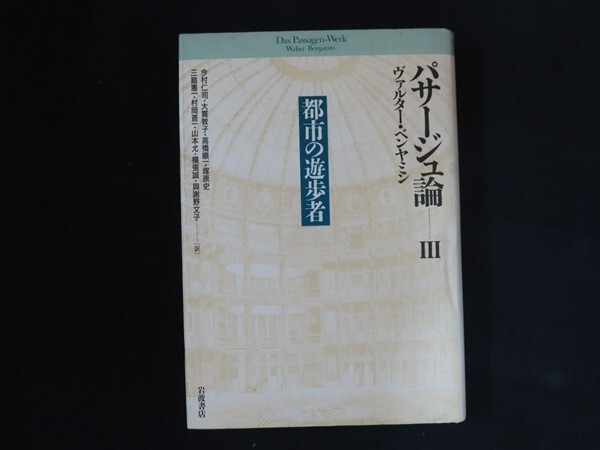 Das Passagen-Werk
Walter Benjamin
パサージュ論—III
ヴァルター・ベンヤミン
都市の遊歩者
今村仁司・大貫敦子・高橋順一・塚原史
三島憲一・村岡晋一・山本尤・横張誠・與謝野文子——[訳]
岩波書店